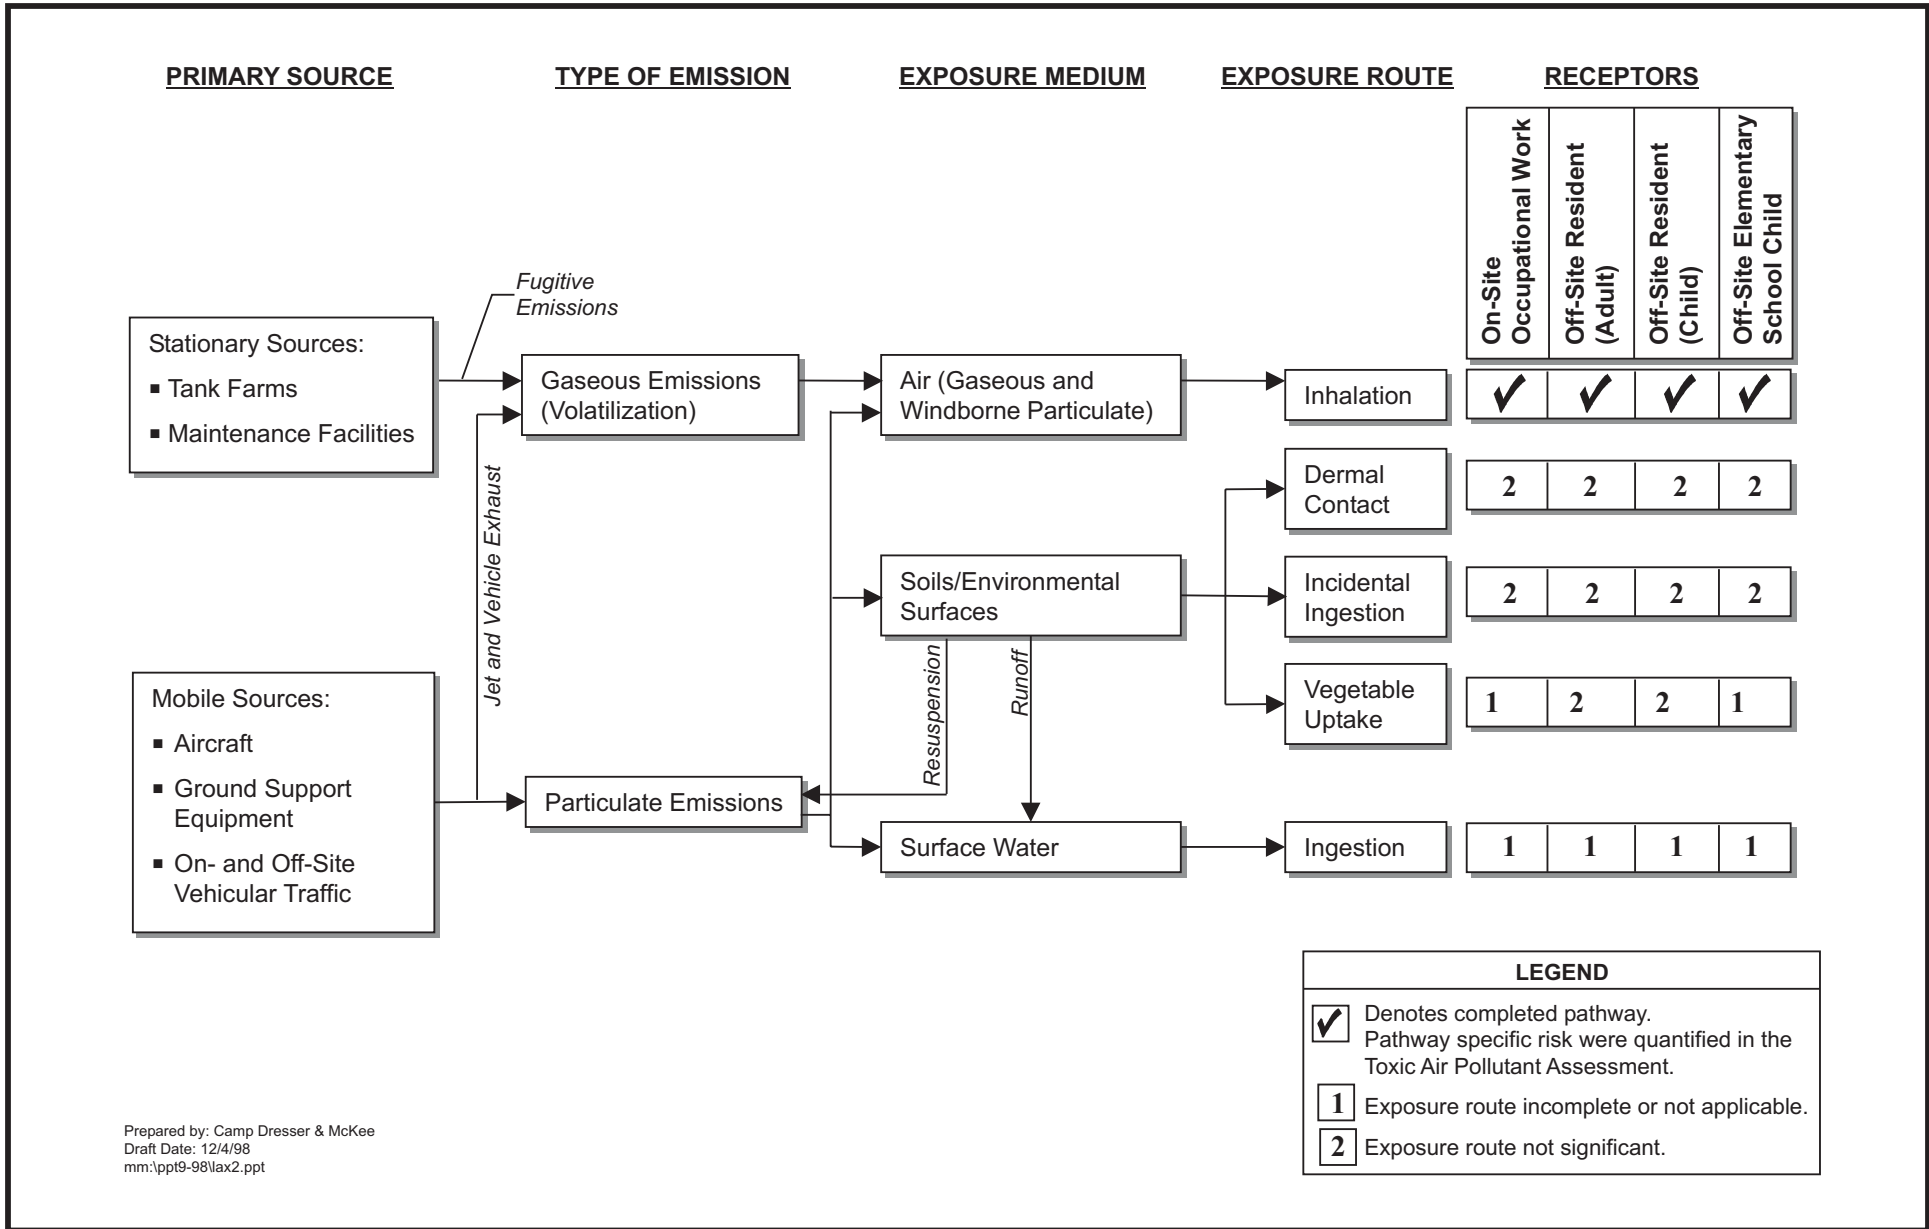 PRIMARY SOURCE
TYPE OF EMISSION
EXPOSURE MEDIUM
EXPOSURE ROUTE
RECEPTORS
On-Site
Occupational Work
Off-Site Resident
(Adult)
Off-Site Resident
(Child)
Off-Site Elementary
School Child
Fugitive
Emissions
Stationary Sources:
▪ Tank Farms
▪ Maintenance Facilities
Gaseous Emissions
(Volatilization)
Air (Gaseous and
Windborne Particulate)
Inhalation
✓ ✓ ✓ ✓
Jet and Vehicle Exhaust
Dermal
Contact
2 2 2 2
Soils/Environmental
Surfaces
Incidental
Ingestion
2 2 2 2
Resuspension
Runoff
Vegetable
Uptake
1 2 2 1
Mobile Sources:
▪ Aircraft
▪ Ground Support
Equipment
▪ On- and Off-Site
Vehicular Traffic
Particulate Emissions
Surface Water
Ingestion
1 1 1 1
LEGEND
✓ Denotes completed pathway.
Pathway specific risk were quantified in the
Toxic Air Pollutant Assessment.
1 Exposure route incomplete or not applicable.
2 Exposure route not significant.
Prepared by: Camp Dresser & McKee
Draft Date: 12/4/98
mm:\ppt9-98\lax2.ppt